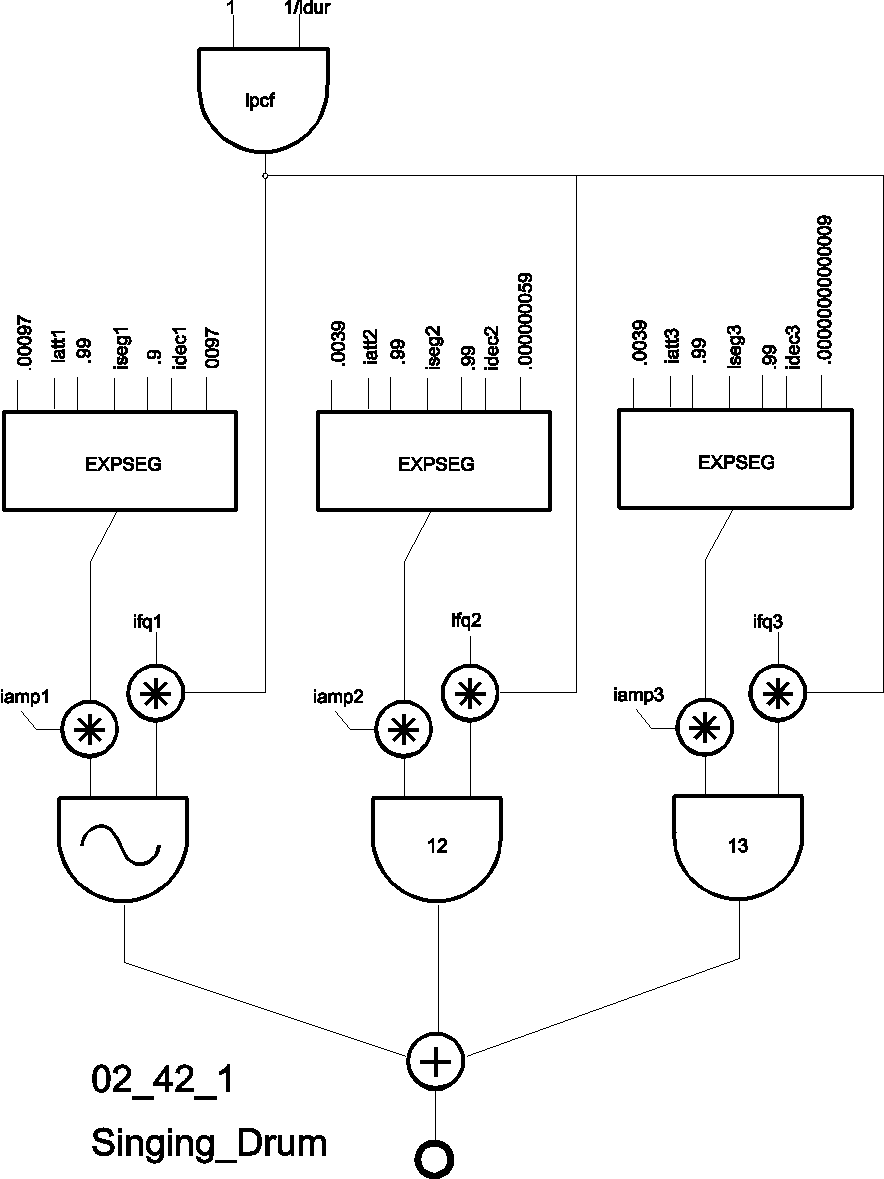 1 1/idur
Ipcf
.00097 Iatt1 .99 iseg1 .9 idec1 0097
.0039 iatt2 .99 iseg2 .99 idec2 .000000059
.0039 iatt3 .99 Iseg3 .99 idec3 .0000000000009
EXPSEG EXPSEG EXPSEG
ifq1 Ifq2 ifq3
iamp1 iamp2 iamp3
12 13
02_42_1
Singing_Drum